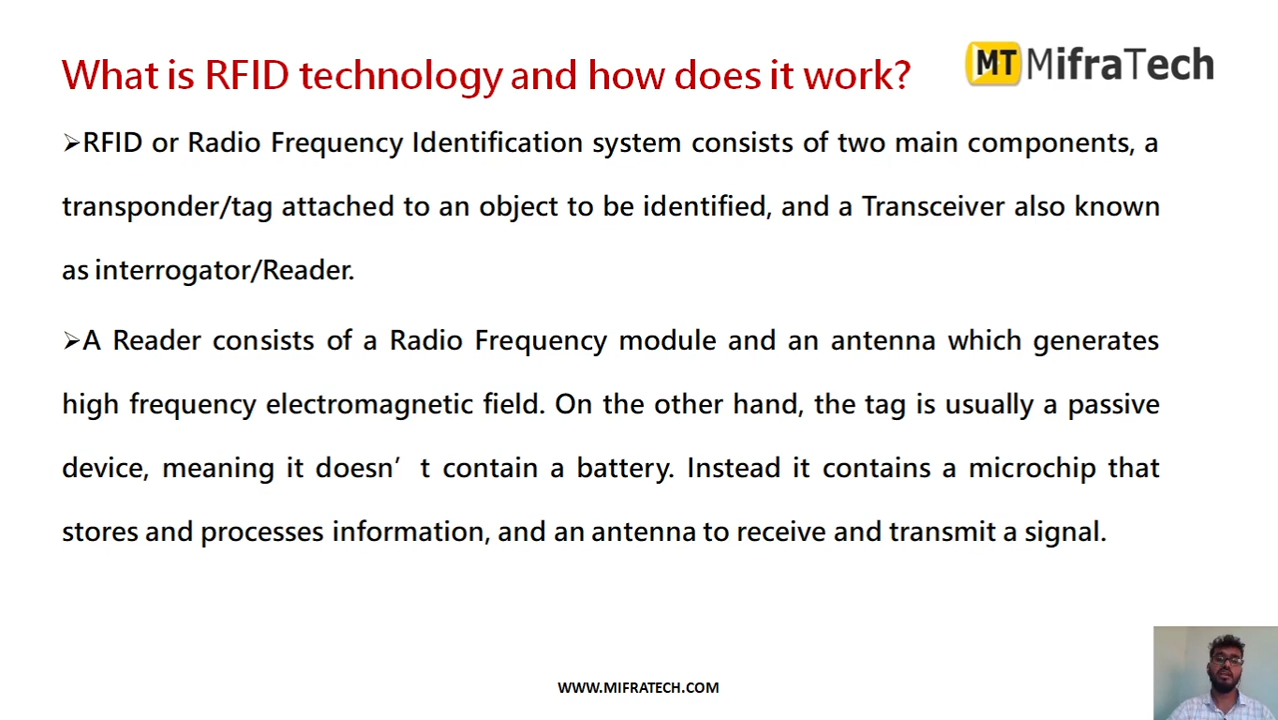 What is RFID technology and how does it work?
MT MifraTech
➢RFID or Radio Frequency Identification system consists of two main components, a
transponder/tag attached to an object to be identified, and a Transceiver also known
as interrogator/Reader.
➢A Reader consists of a Radio Frequency module and an antenna which generates
high frequency electromagnetic field. On the other hand, the tag is usually a passive
device, meaning it doesn’t contain a battery. Instead it contains a microchip that
stores and processes information, and an antenna to receive and transmit a signal.
WWW.MIFRATECH.COM